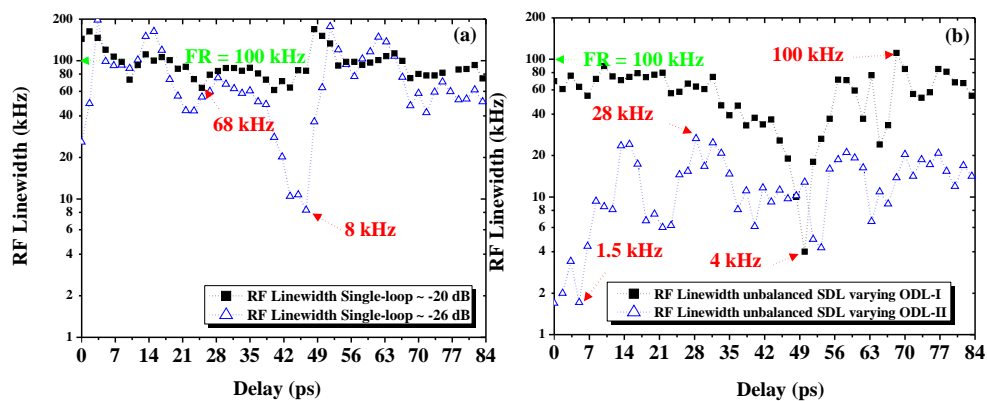 (a)
FR = 100 kHz
68 kHz
8 kHz
RF Linewidth (kHz)
200
100
80
60
40
20
10
8
6
4
2
1
RF Linewidth Single-loop ~ -20 dB
RF Linewidth Single-loop ~ -26 dB
0 7 14 21 28 35 42 49 56 63 70 77 84
Delay (ps)
(b)
FR = 100 kHz
100 kHz
28 kHz
1.5 kHz
4 kHz
RF Linewidth (kHz)
200
100
80
60
40
20
10
8
6
4
2
1
RF Linewidth unbalanced SDL varying ODL-I
RF Linewidth unbalanced SDL varying ODL-II
0 7 14 21 28 35 42 49 56 63 70 77 84
Delay (ps)